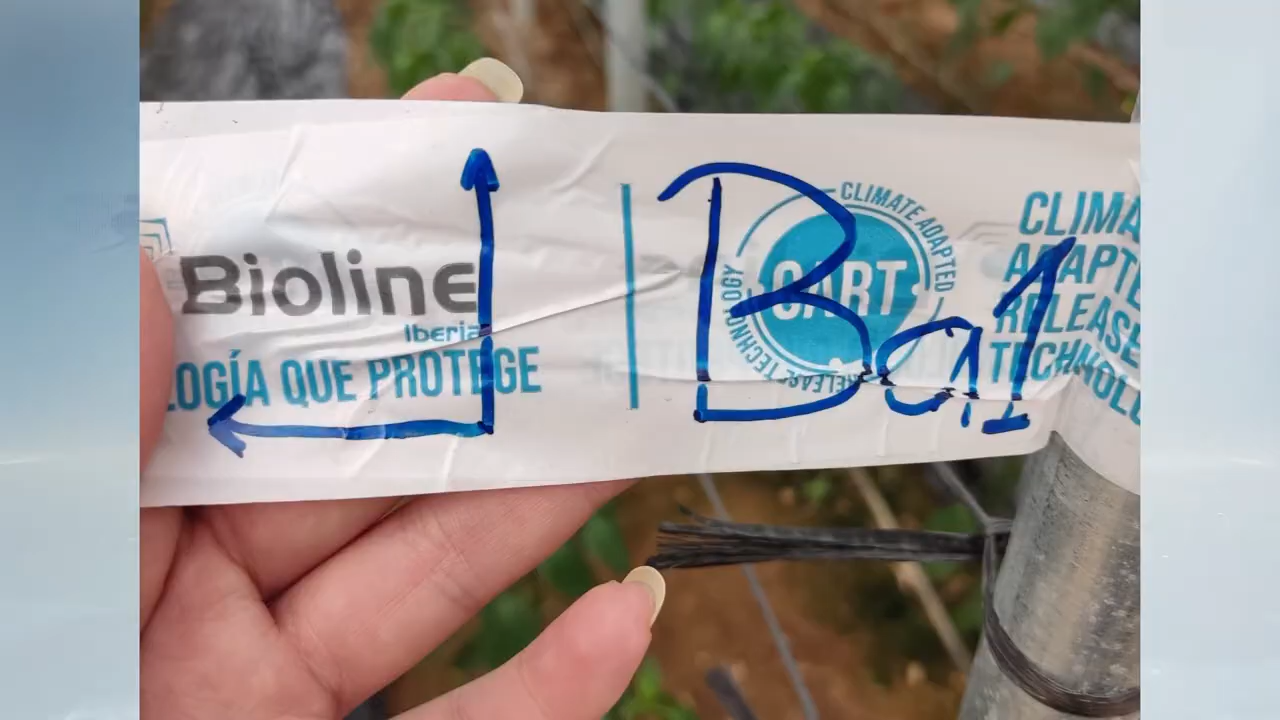 Bioline
Iberia
LOGÍA QUE PROTEGE
Ba1
CART
CLIMATE ADAPTED
RELEASE TECHNOLOGY
CLIMA
ADAPTE
RELEASE
TECHNOLO